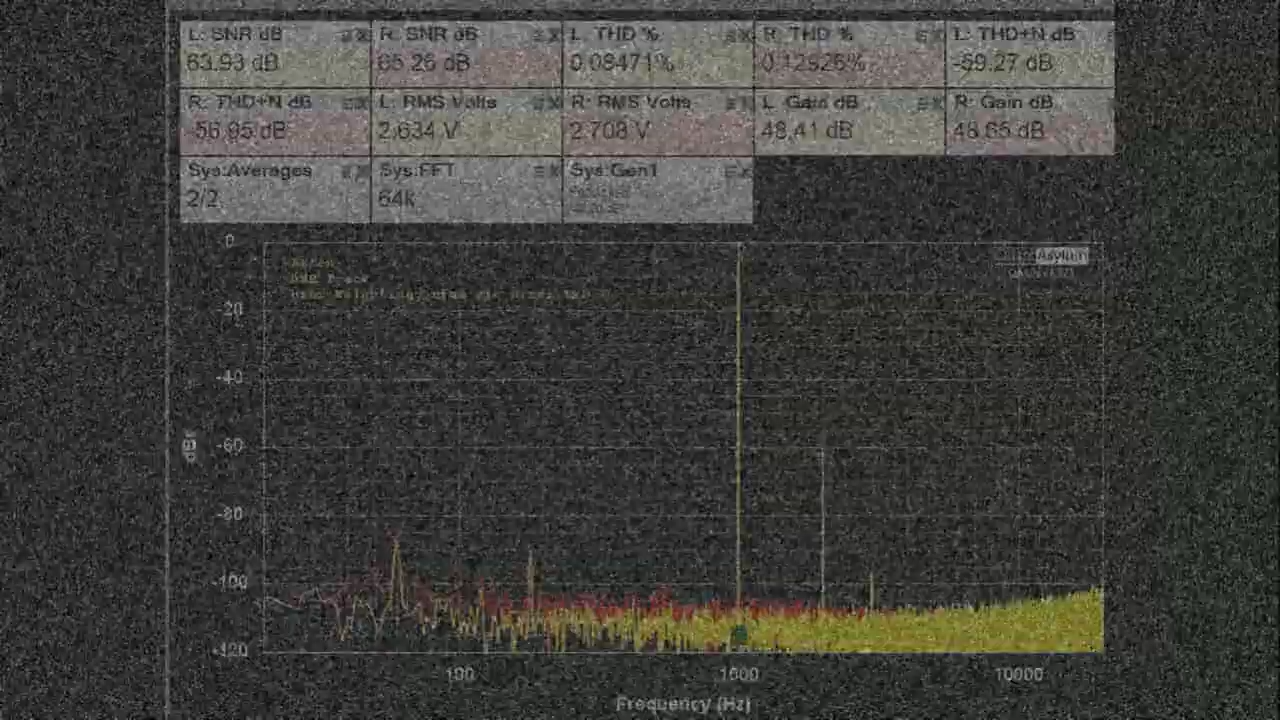 L: SNR dB R: SNR dB L: THD % R: THD % L: THD+N dB
63.93 dB 65.26 dB 0.08471% 0.12926% -59.27 dB
R: THD+N dB L: RMS Volts R: RMS Volts L: Gain dB R: Gain dB
-56.95 dB 2.634 V 2.708 V 48.41 dB 48.65 dB
Sys:Averages Sys:FFT Sys:Gen1
2/2 64k
0
Asylum
20
-40
-60
-80
-100
-120
100 1000 10000
Frequency (Hz)